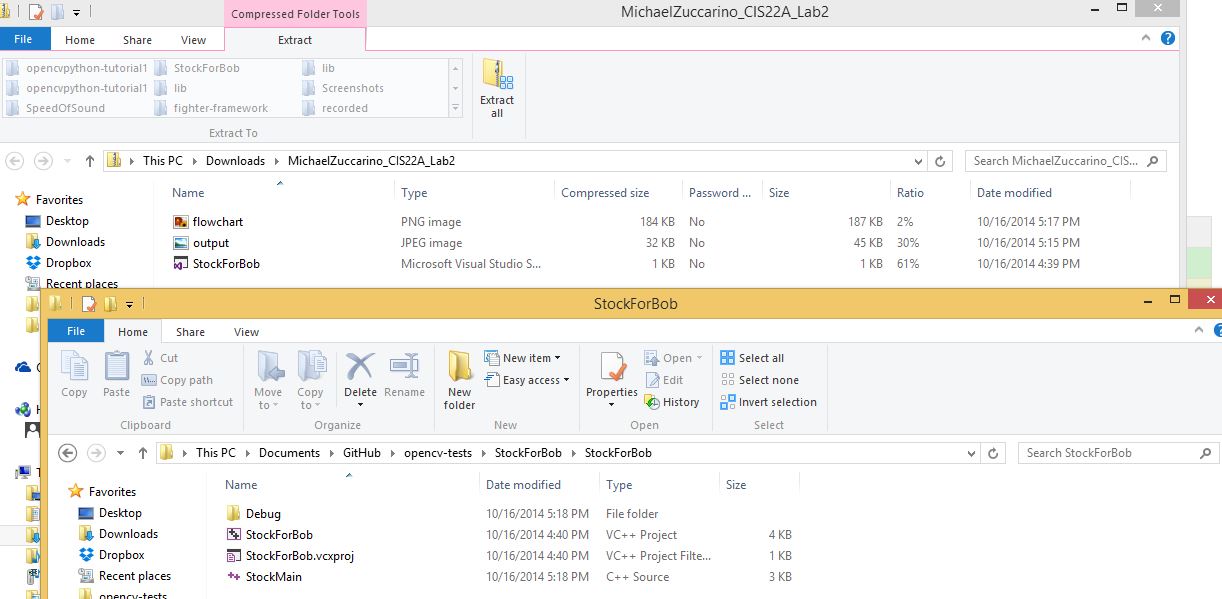 Compressed Folder Tools MichaelZuccarino_CIS22A_Lab2
File Home Share View Extract
opencvpython-tutorial1 StockForBob lib
opencvpython-tutorial1 lib Screenshots
SpeedOfSound fighter-framework recorded
Extract all
Extract To
This PC Downloads MichaelZuccarino_CIS22A_Lab2 Search MichaelZuccarino_CIS...
Name Type Compressed size Password ... Size Ratio Date modified
flowchart PNG image 184 KB No 187 KB 2% 10/16/2014 5:17 PM
output JPEG image 32 KB No 45 KB 30% 10/16/2014 5:15 PM
StockForBob Microsoft Visual Studio S... 1 KB No 1 KB 61% 10/16/2014 4:39 PM
Favorites
Desktop
Downloads
Dropbox
Recent places
StockForBob
File Home Share View
Copy Paste Cut Copy path Paste shortcut
Clipboard
Move to Copy to Delete Rename
Organize
New folder New item Easy access
New
Properties Open Edit History
Open
Select all Select none Invert selection
Select
This PC Documents GitHub opencv-tests StockForBob StockForBob Search StockForBob
Name Date modified Type Size
Debug 10/16/2014 5:18 PM File folder
StockForBob 10/16/2014 4:40 PM VC++ Project 4 KB
StockForBob.vcxproj 10/16/2014 4:40 PM VC++ Project Filte... 1 KB
StockMain 10/16/2014 5:18 PM C++ Source 3 KB
Favorites
Desktop
Downloads
Dropbox
Recent places
opencv-tests